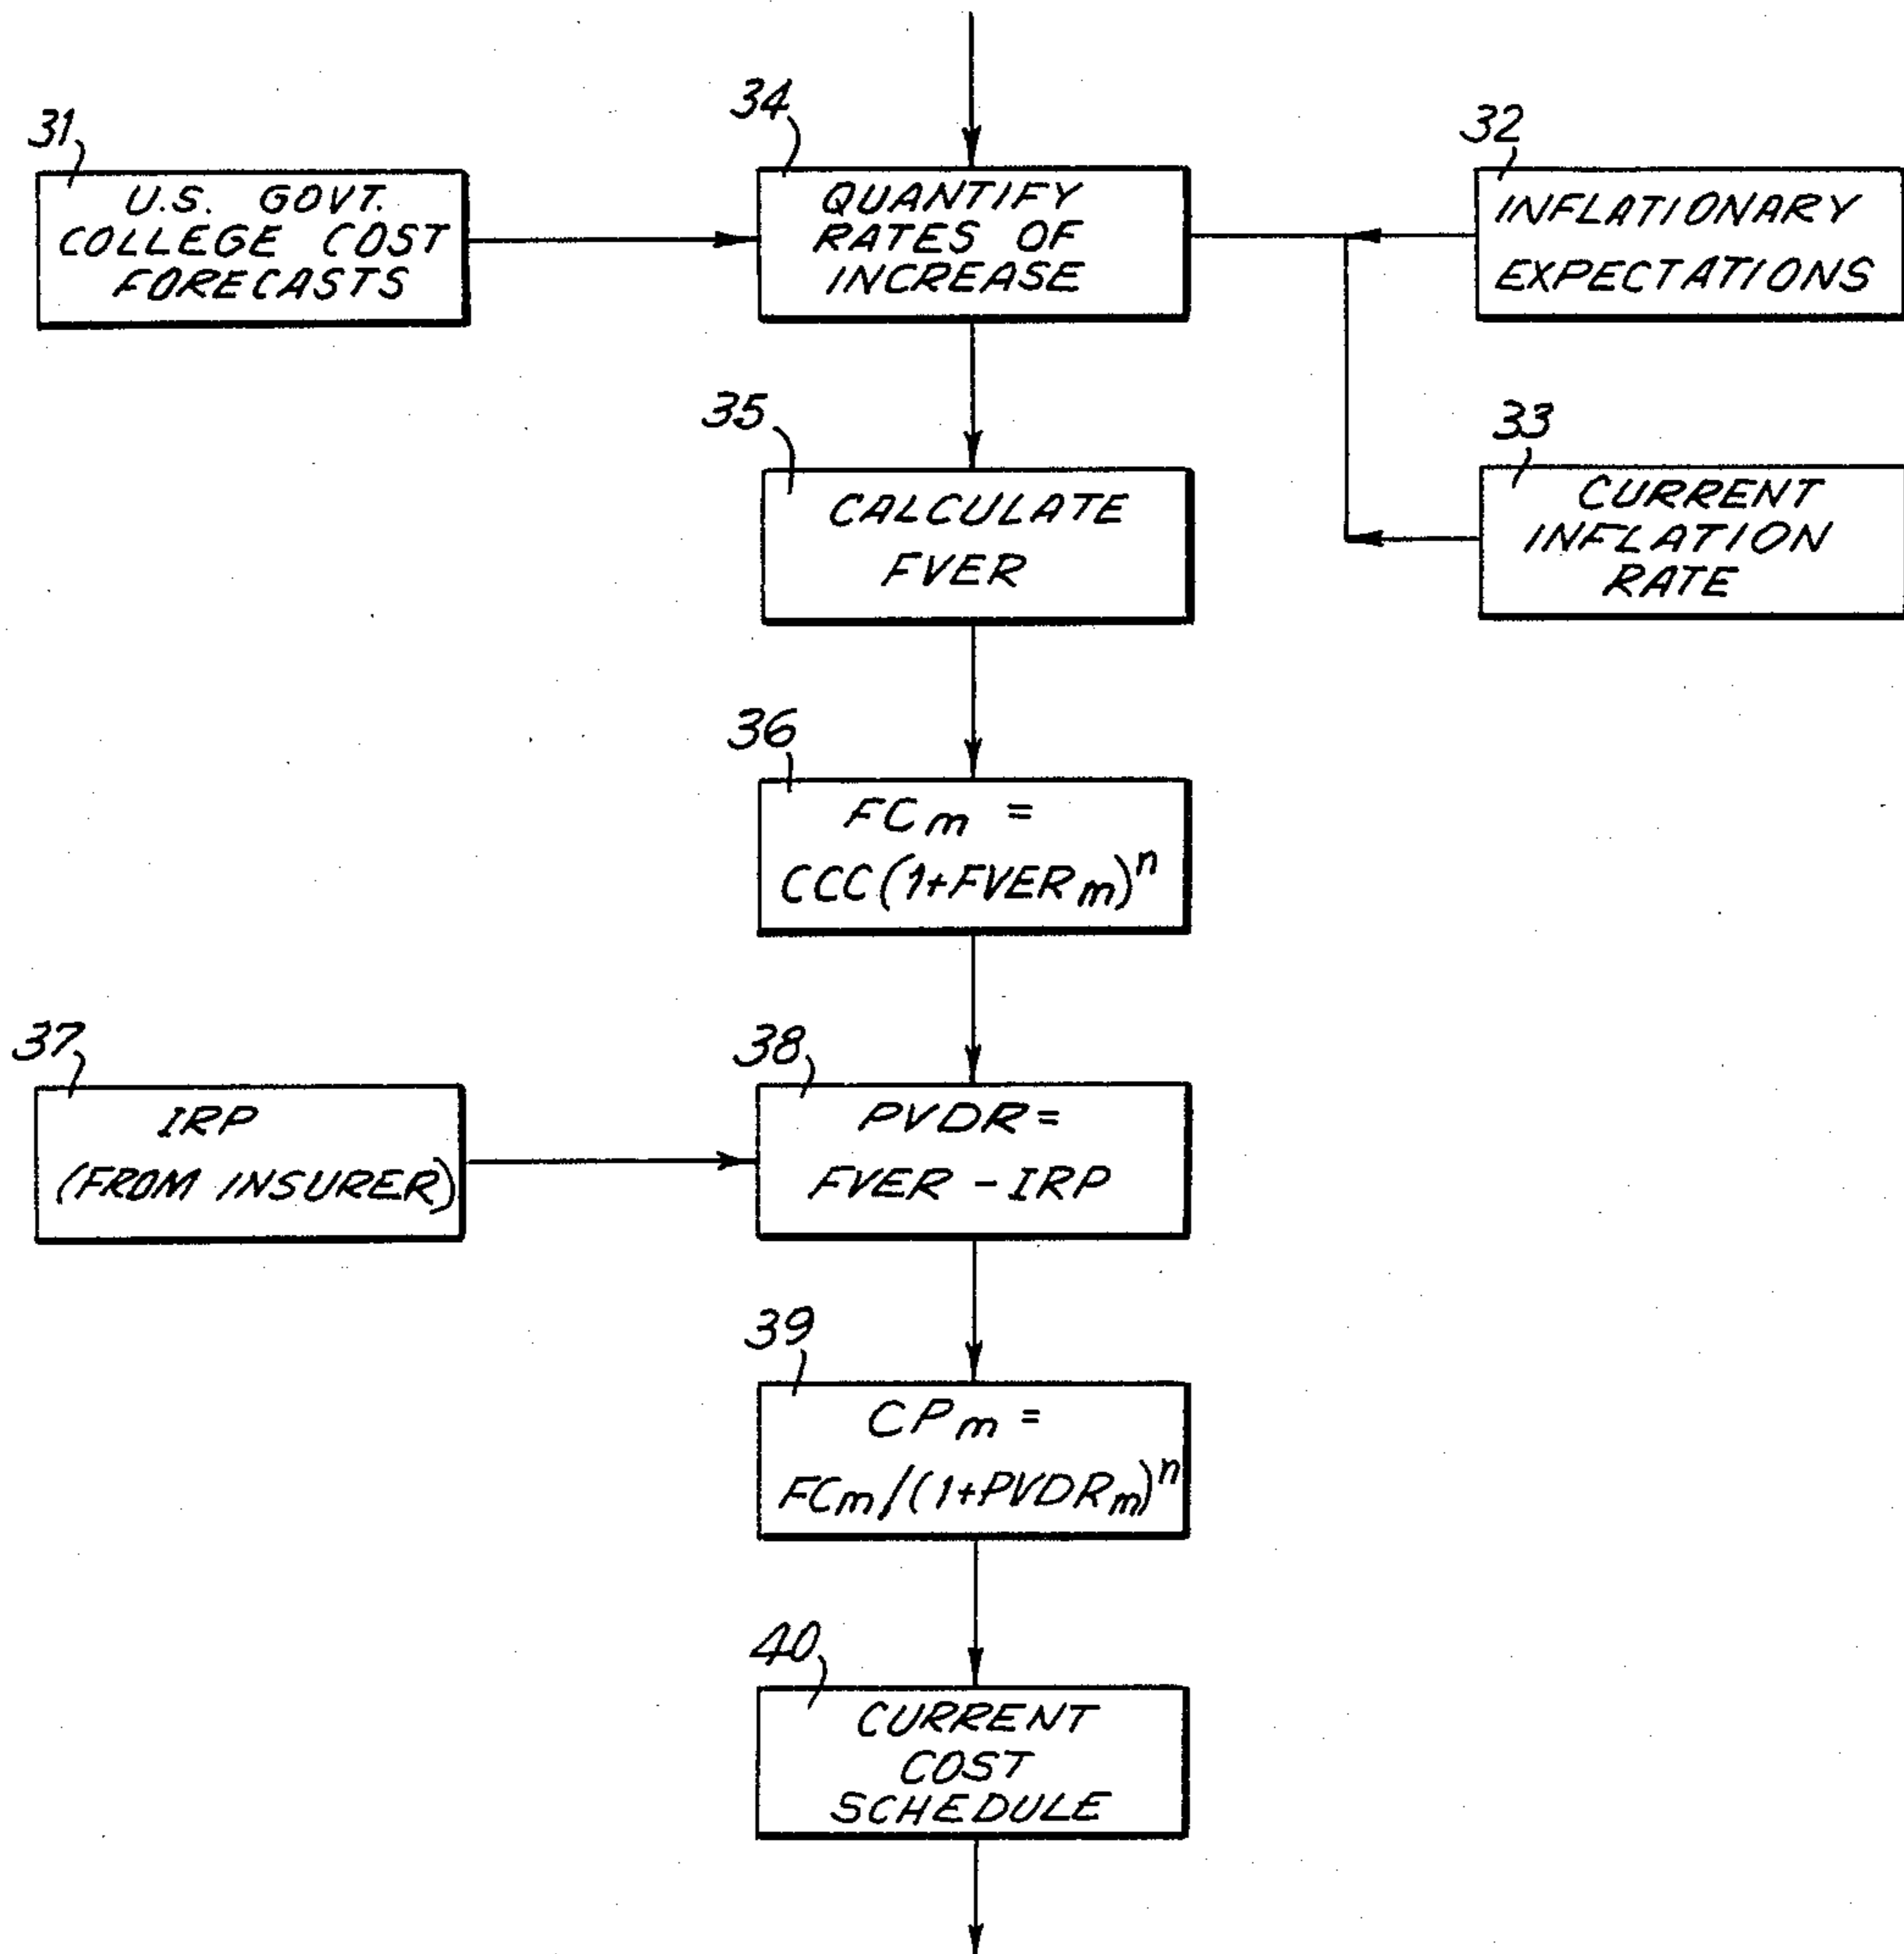 31
U.S. GOVT.
COLLEGE COST
FORECASTS
34
QUANTIFY
RATES OF
INCREASE
32
INFLATIONARY
EXPECTATIONS
33
CURRENT
INFLATION
RATE
35
CALCULATE
FVER
36
FCm =
CCC(1+FVERm)^n
37
IRP
(FROM INSURER)
38
PVDR=
FVER - IRP
39
CPm =
FCm/(1+PVDRm)^n
40
CURRENT
COST
SCHEDULE